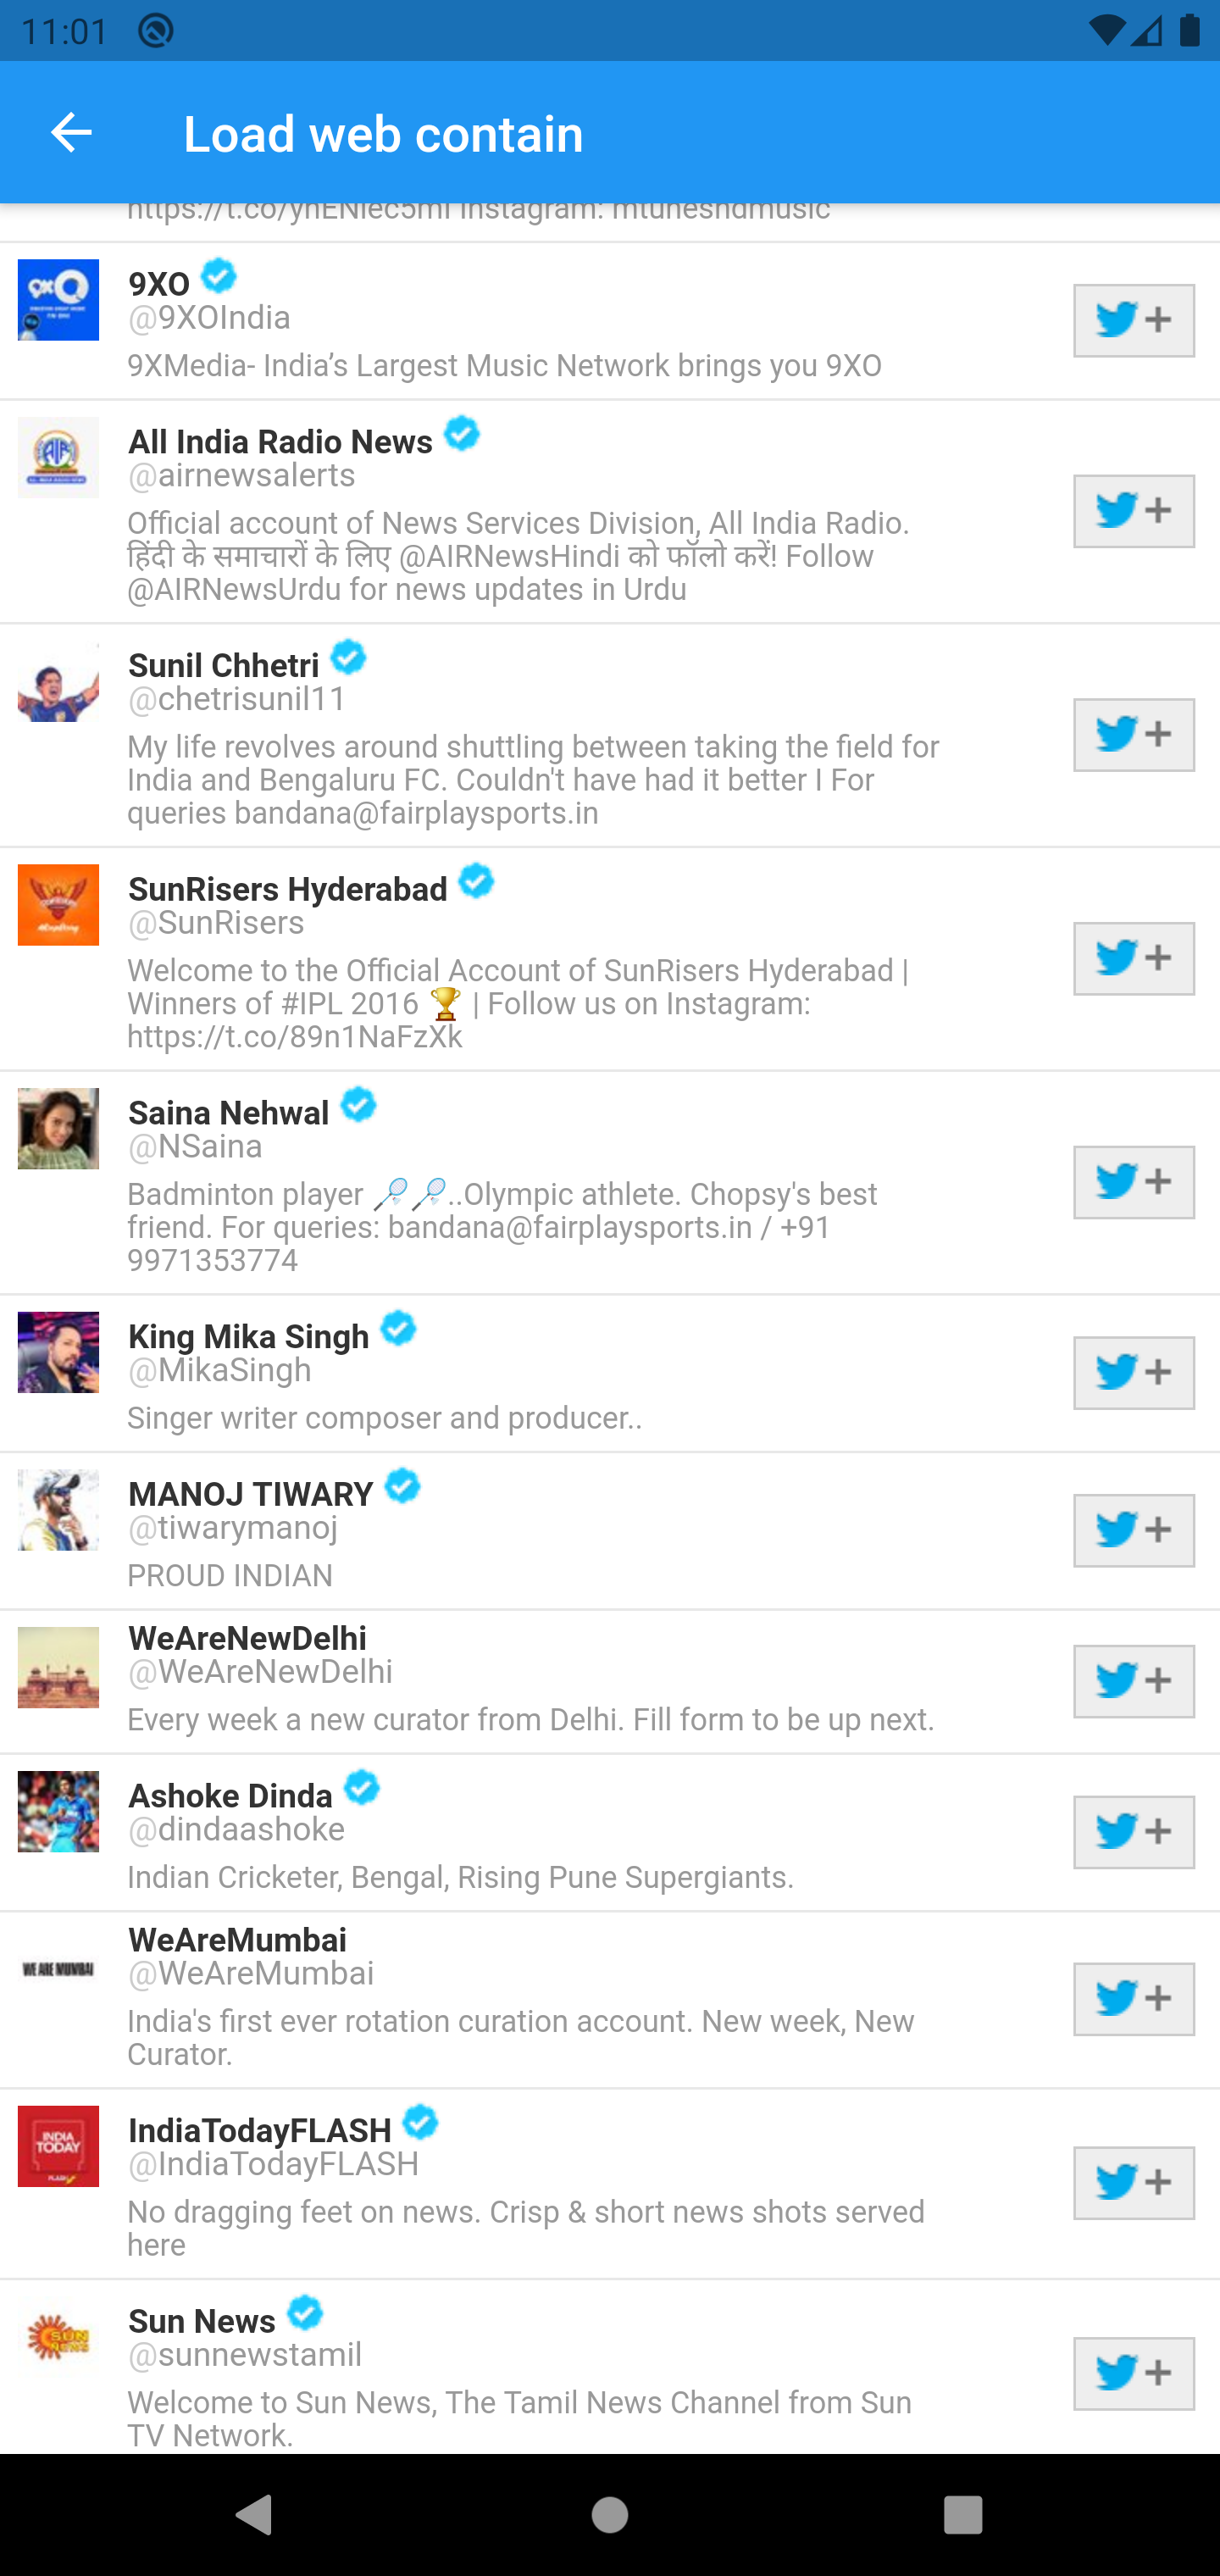 11:01
Load web contain
9XO
@9XOIndia
9XMedia- India’s Largest Music Network brings you 9XO
All India Radio News
@airnewsalerts
Official account of News Services Division, All India Radio.
हिंदी के समाचारों के लिए @AIRNewsHindi को फॉलो करें! Follow
@AIRNewsUrdu for news updates in Urdu
Sunil Chhetri
@chetrisunil11
My life revolves around shuttling between taking the field for
India and Bengaluru FC. Couldn't have had it better I For
queries bandana@fairplaysports.in
SunRisers Hyderabad
@SunRisers
Welcome to the Official Account of SunRisers Hyderabad |
Winners of #IPL 2016 🏆 | Follow us on Instagram:
https://t.co/89n1NaFzXk
Saina Nehwal
@NSaina
Badminton player 🏸🏸..Olympic athlete. Chopsy's best
friend. For queries: bandana@fairplaysports.in / +91
9971353774
King Mika Singh
@MikaSingh
Singer writer composer and producer..
MANOJ TIWARY
@tiwarymanoj
PROUD INDIAN
WeAreNewDelhi
@WeAreNewDelhi
Every week a new curator from Delhi. Fill form to be up next.
Ashoke Dinda
@dindaashoke
Indian Cricketer, Bengal, Rising Pune Supergiants.
WE ARE MUMBAI
WeAreMumbai
@WeAreMumbai
India's first ever rotation curation account. New week, New
Curator.
INDIA
TODAY
FLASH
IndiaTodayFLASH
@IndiaTodayFLASH
No dragging feet on news. Crisp & short news shots served
here
SUN
NEWS
Sun News
@sunnewstamil
Welcome to Sun News, The Tamil News Channel from Sun
TV Network.